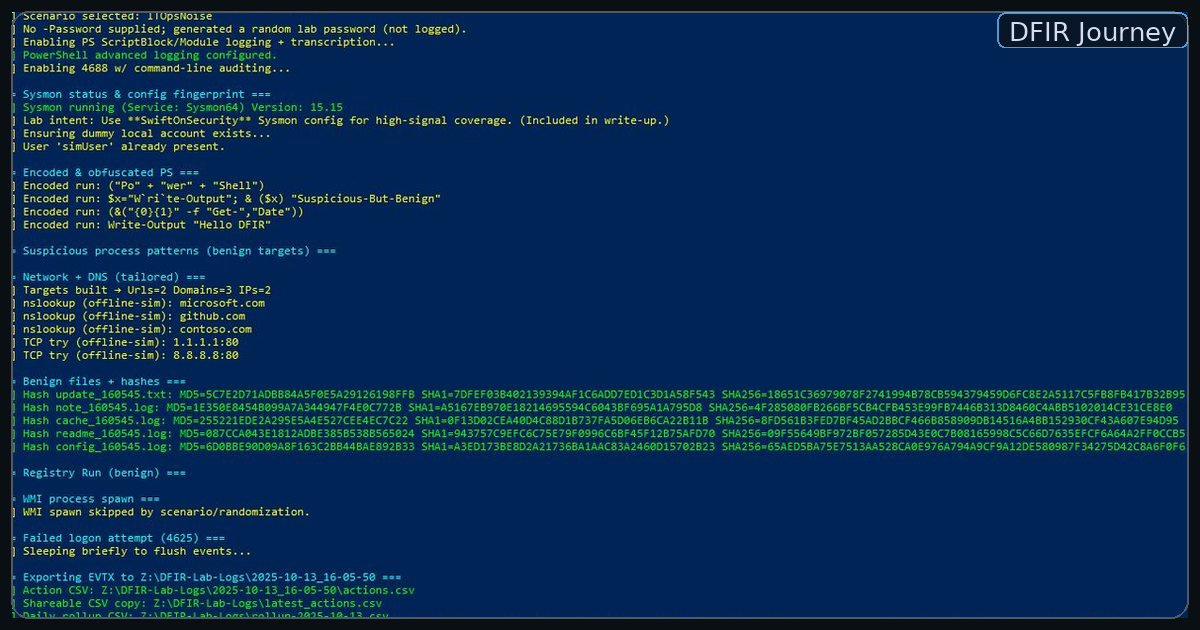 ] Scenario selected: ITOpsNoise
] No -Password supplied; generated a random lab password (not logged).
] Enabling PS ScriptBlock/Module logging + transcription...
] PowerShell advanced logging configured.
] Enabling 4688 w/ command-line auditing...
= Sysmon status & config fingerprint ===
] Sysmon running (Service: Sysmon64) Version: 15.15
] Lab intent: Use **SwiftOnSecurity** Sysmon config for high-signal coverage. (Included in write-up.)
] Ensuring dummy local account exists...
] User 'simUser' already present.
= Encoded & obfuscated PS ===
] Encoded run: ("Po" + "wer" + "Shell")
] Encoded run: $x="W`ri`te-Output"; & ($x) "Suspicious-But-Benign"
] Encoded run: (&("{0}{1}" -f "Get-","Date"))
] Encoded run: Write-Output "Hello DFIR"
= Suspicious process patterns (benign targets) ===
= Network + DNS (tailored) ===
] Targets built → Urls=2 Domains=3 IPs=2
] nslookup (offline-sim): microsoft.com
] nslookup (offline-sim): github.com
] nslookup (offline-sim): contoso.com
] TCP try (offline-sim): 1.1.1.1:80
] TCP try (offline-sim): 8.8.8.8:80
= Benign files + hashes ===
] Hash update_160545.txt: MD5=5C7E2D71ADBB84A5F0E5A29126198FFB SHA1=7DFEF03B402139394AF1C6ADD7ED1C3D1A58F543 SHA256=18651C36979078F2741994B78CB594379459D6FC8E2A5117C5FB8FB417B32B95
] Hash note_160545.log: MD5=1E350E8454B099A7A344947F4E0C772B SHA1=A5167EB970E18214695594C6043BF695A1A795D8 SHA256=4F285080FB266BF5CB4CFB453E99FB7446B313D8460C4ABB5102014CE31CE8E0
] Hash cache_160545.log: MD5=255221EDE2A295E5A4E527CEE4EC7C22 SHA1=0F13D02CEA40D4C88D1B737FA5D06EB6CA22B11B SHA256=8FD561B3FED7BF45AD2BBCF466B858909DB14516A4BB152930CF43A607E94D95
] Hash readme_160545.log: MD5=087CCA043E1812ADBE385B538B565024 SHA1=943757C9EFC6C75E79F0996C6BF45F12B75AFD70 SHA256=09F55649BF972BF057285D43E0C7B08165998C5C66D7635EFCF6A64A2FF0CCB5
] Hash config_160545.log: MD5=6D0BBE90D09A8F163C2BB44BAE892B33 SHA1=A3ED173BE8D2A21736BA1AAC83A2460D15702B23 SHA256=65AED5BA75E7513AA528CA0E976A794A9CF9A12DE580987F34275D42C8A6F0F6
= Registry Run (benign) ===
= WMI process spawn ===
] WMI spawn skipped by scenario/randomization.
= Failed logon attempt (4625) ===
] Sleeping briefly to flush events...
= Exporting EVTX to Z:\DFIR-Lab-Logs\2025-10-13_16-05-50 ===
] Action CSV: Z:\DFIR-Lab-Logs\2025-10-13_16-05-50\actions.csv
] Shareable CSV copy: Z:\DFIR-Lab-Logs\latest_actions.csv
] Daily rollup CSV: Z:\DFIR-Lab-Logs\rollup-2025-10-13.csv
DFIR Journey